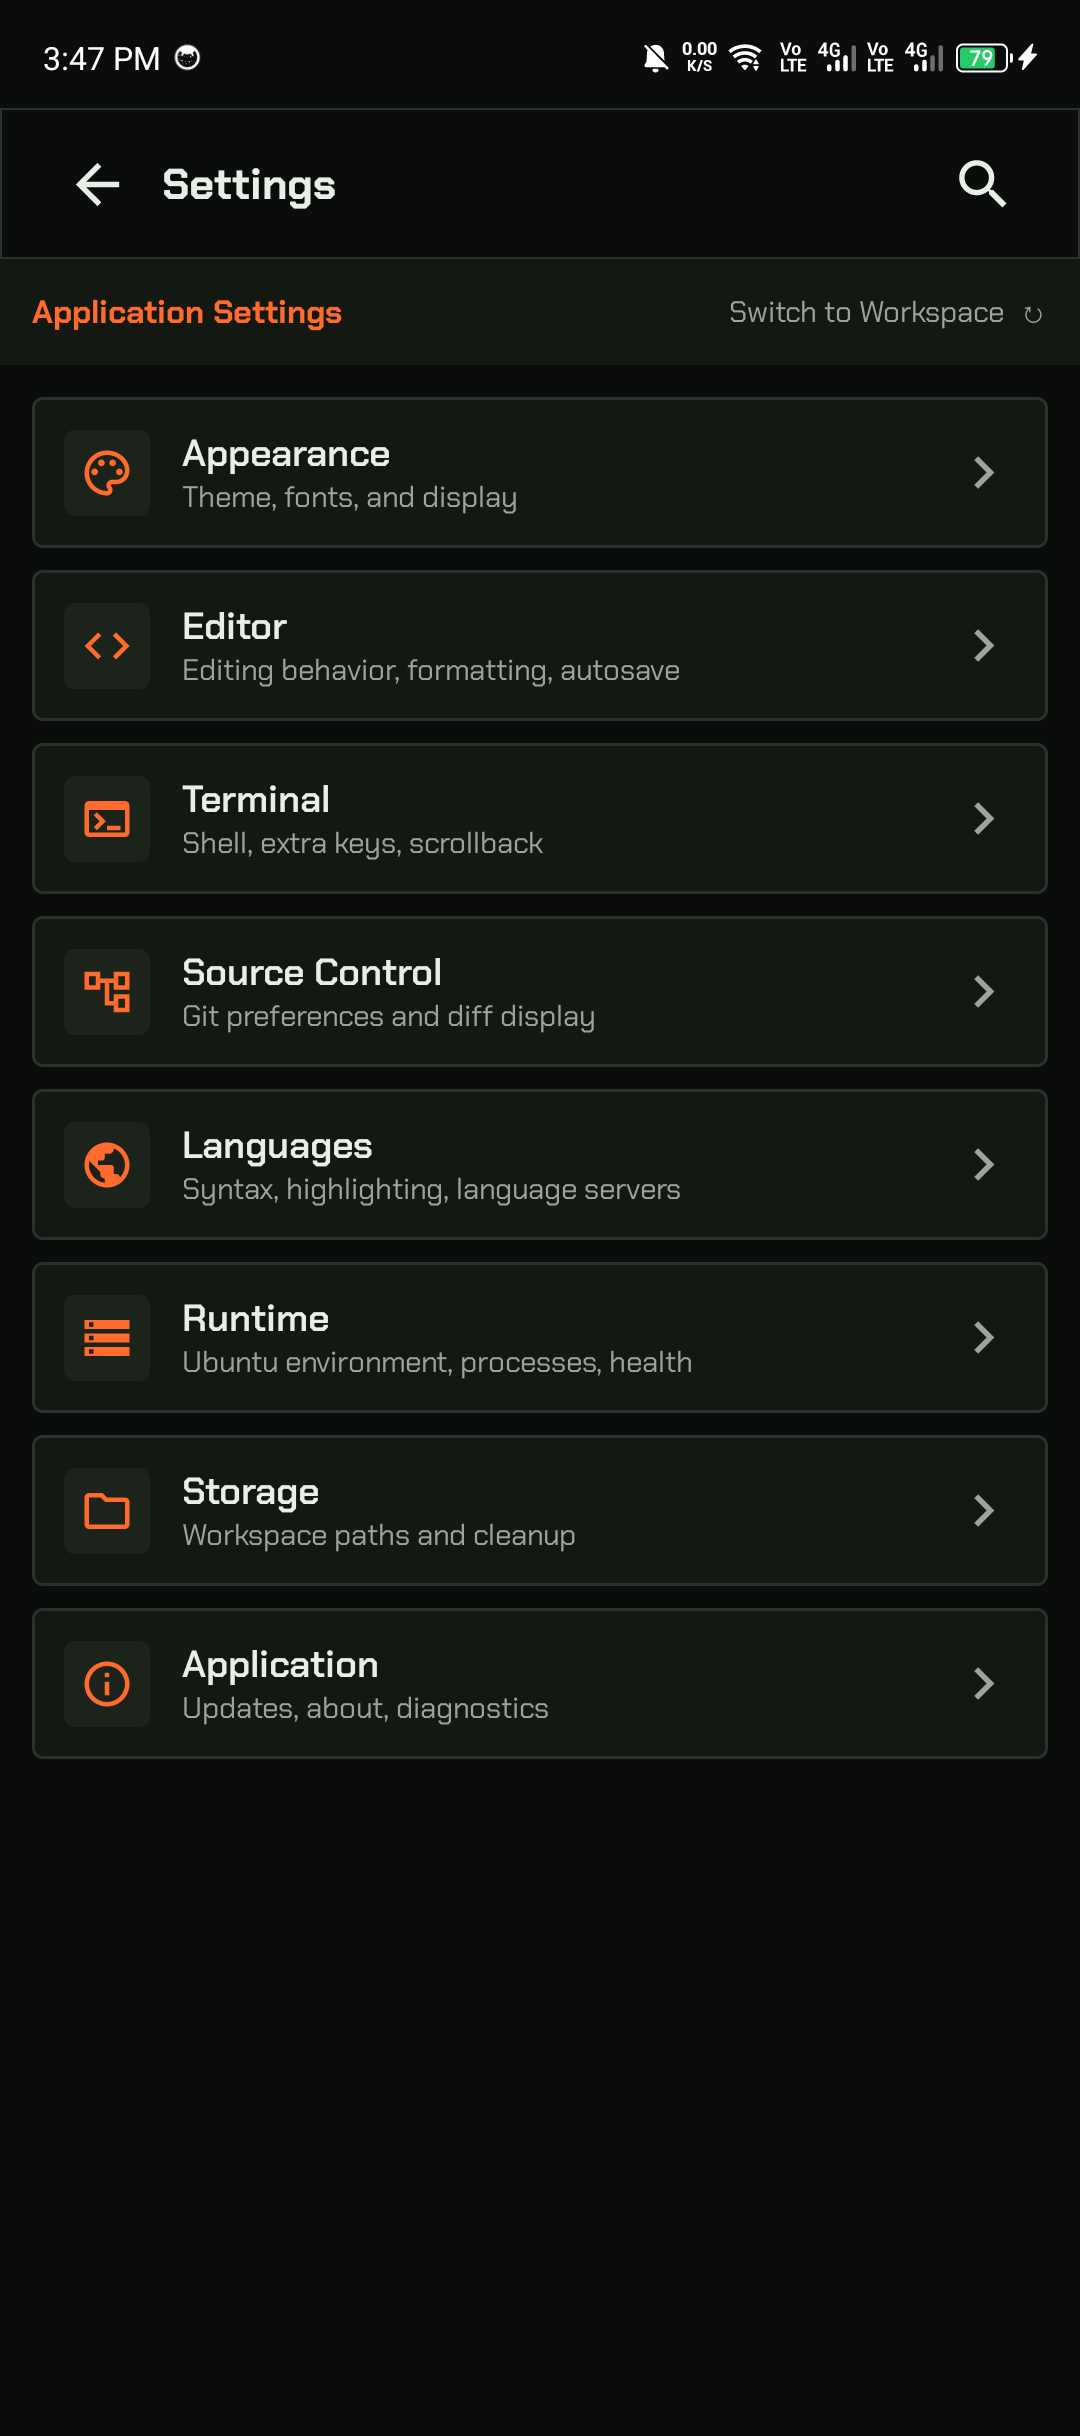 3:47 PM
0.00 K/S
Vo LTE 4G Vo LTE 4G 79
Settings
Application Settings
Switch to Workspace ↻
Appearance
Theme, fonts, and display
Editor
Editing behavior, formatting, autosave
Terminal
Shell, extra keys, scrollback
Source Control
Git preferences and diff display
Languages
Syntax, highlighting, language servers
Runtime
Ubuntu environment, processes, health
Storage
Workspace paths and cleanup
Application
Updates, about, diagnostics